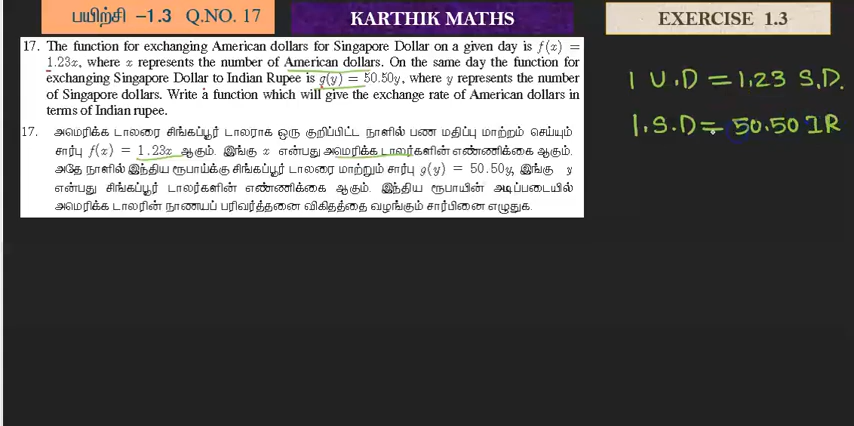 பயிற்சி –1.3 Q.NO. 17
KARTHIK MATHS
EXERCISE 1.3
17. The function for exchanging American dollars for Singapore Dollar on a given day is f(x) =
1.23x, where x represents the number of American dollars. On the same day the function for
exchanging Singapore Dollar to Indian Rupee is g(y) = 50.50y, where y represents the number
of Singapore dollars. Write a function which will give the exchange rate of American dollars in
terms of Indian rupee.
17. அமெரிக்க டாலரை சிங்கப்பூர் டாலராக ஒரு குறிப்பிட்ட நாளில் பண மதிப்பு மாற்றம் செய்யும்
சார்பு f(x) = 1.23x ஆகும். இங்கு x என்பது அமெரிக்க டாலர்களின் எண்ணிக்கை ஆகும்.
அதே நாளில் இந்திய ரூபாய்க்கு சிங்கப்பூர் டாலரை மாற்றும் சார்பு g(y) = 50.50y, இங்கு y
என்பது சிங்கப்பூர் டாலர்களின் எண்ணிக்கை ஆகும். இந்திய ரூபாயின் அடிப்படையில்
அமெரிக்க டாலரின் நாணயப் பரிவர்த்தனை விகிதத்தை வழங்கும் சார்பினை எழுதுக.
1 U.D = 1.23 S.D.
1.S.D = 50.50 IR